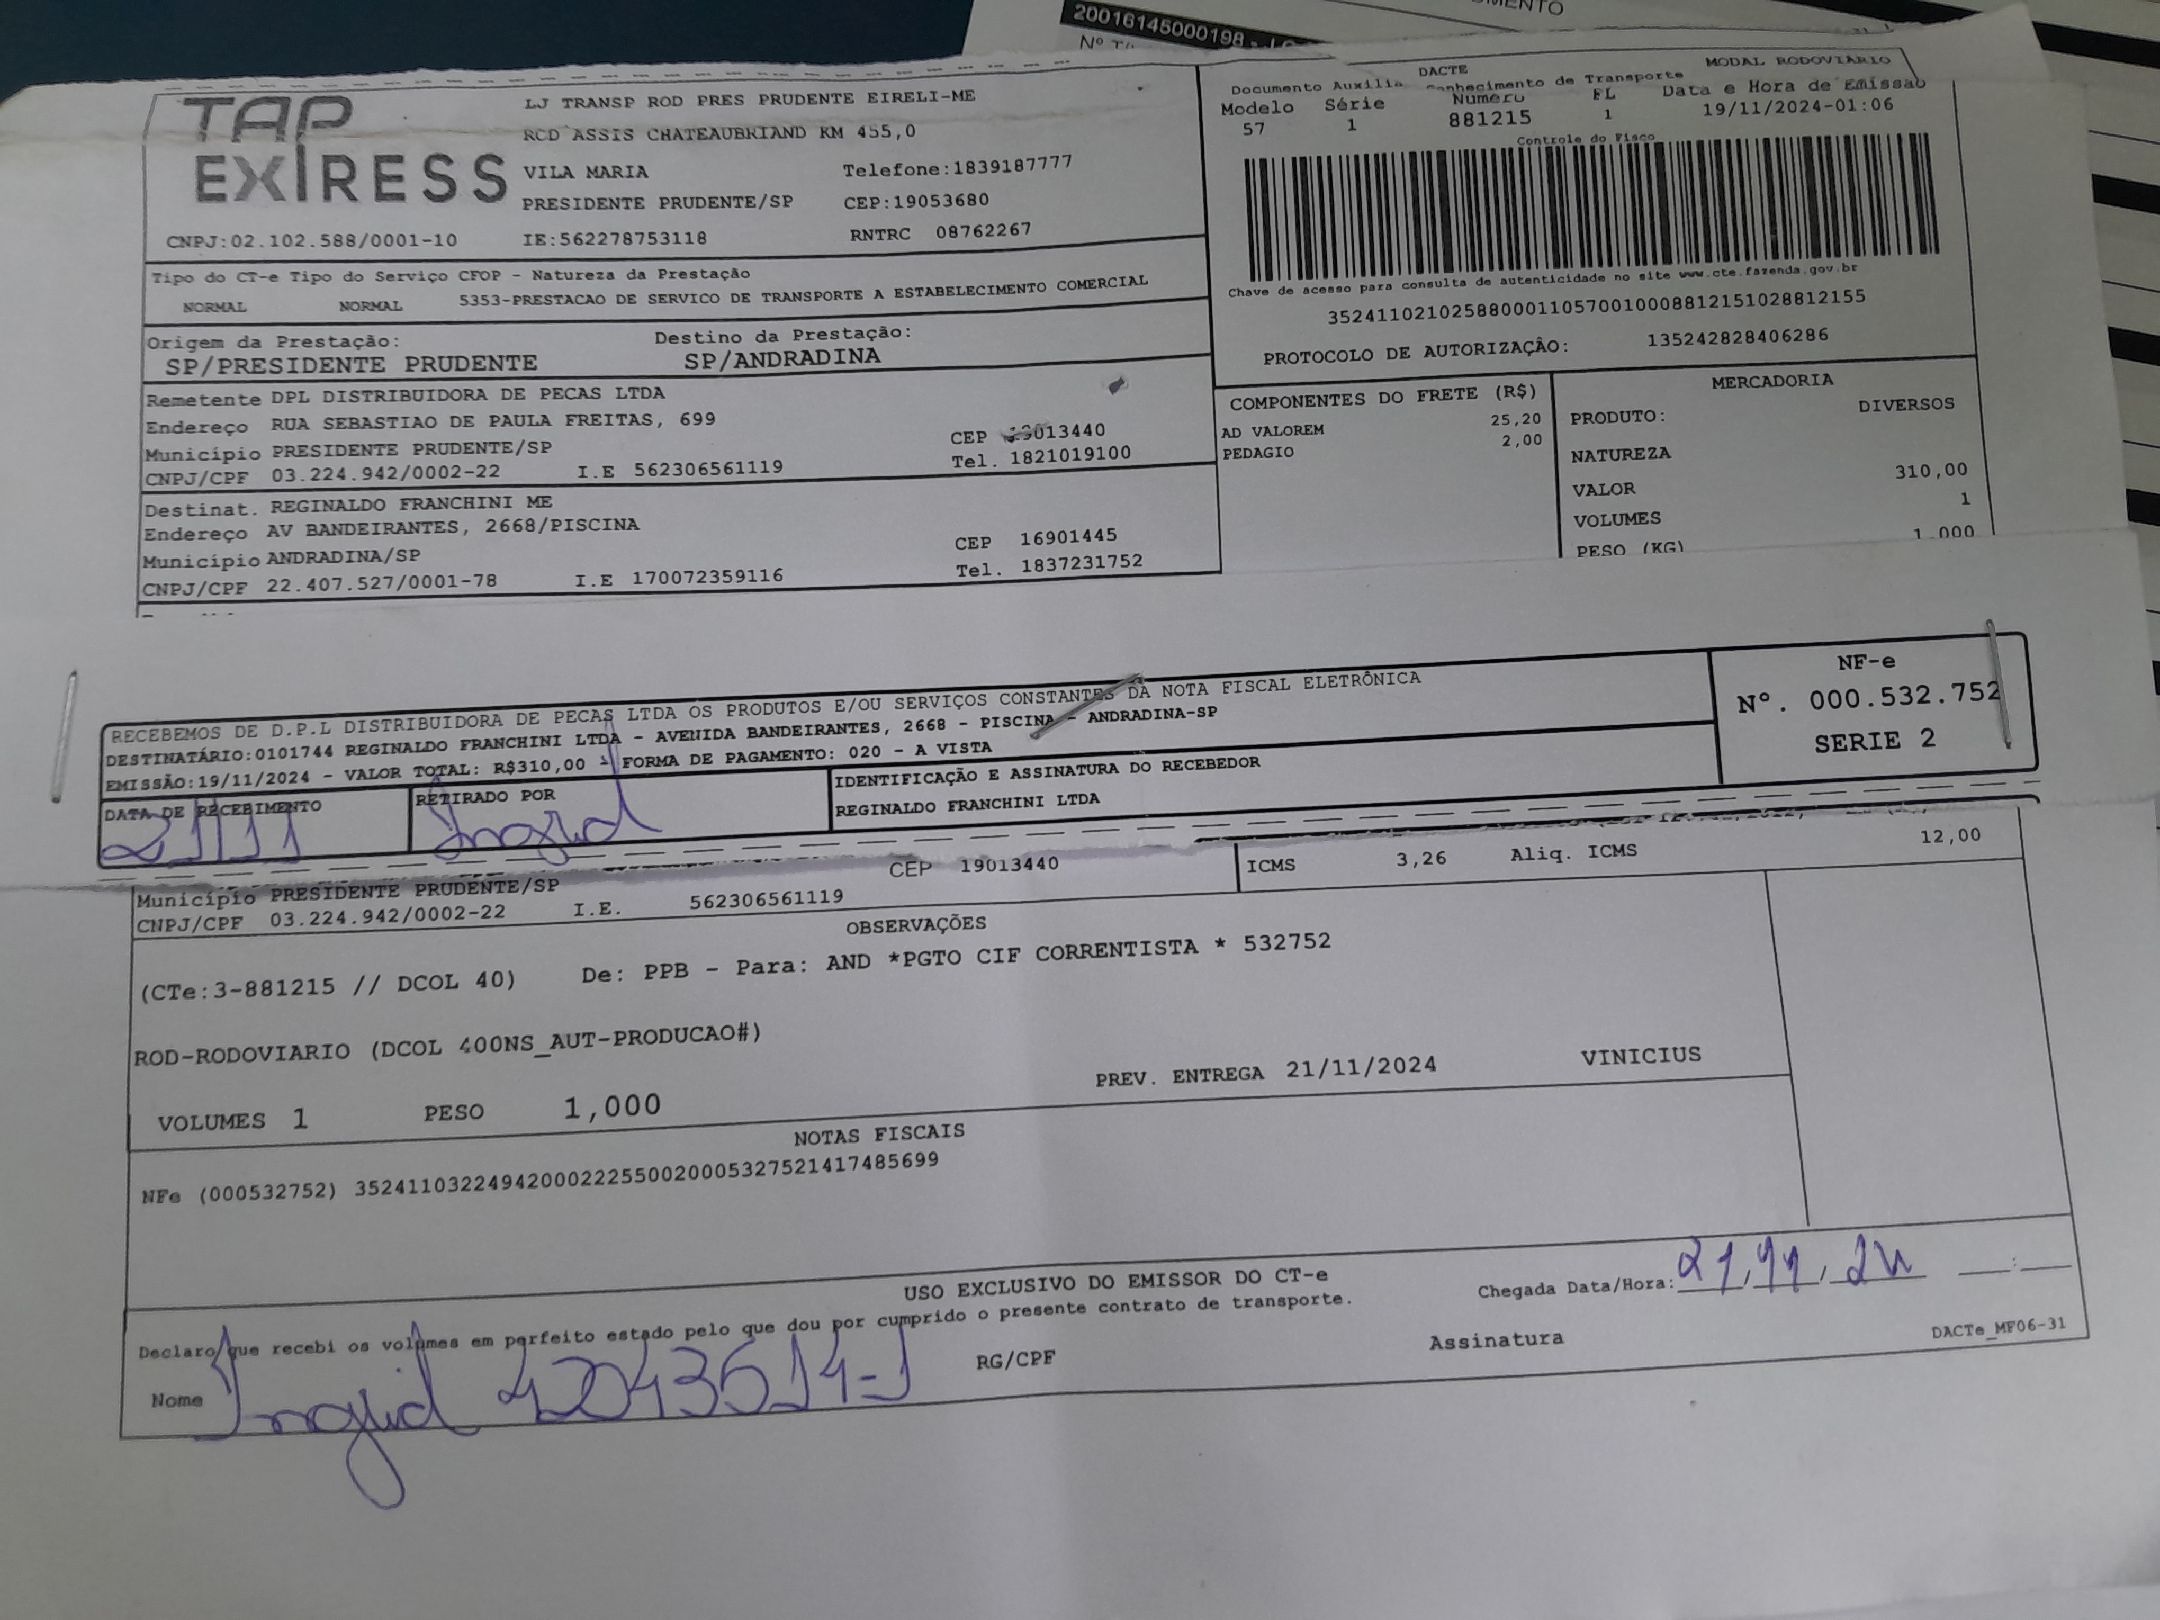 20016145000198
TAP
EXPRESS
LJ TRANSP ROD PRES PRUDENTE EIRELI-ME
ROD ASSIS CHATEAUBRIAND KM 455,0
VILA MARIA Telefone:1839187777
PRESIDENTE PRUDENTE/SP CEP:19053680
CNPJ:02.102.588/0001-10 IE:562278753118 RNTRC 08762267
DACTE MODAL RODOVIARIO
Documento Auxilia Conhecimento de Transporte
Modelo Série Numero FL Data e Hora de Emissao
57 1 881215 1 19/11/2024-01:06
Controle do Fisco
Chave de acesso para consulta de autenticidade no site www.cte.fazenda.gov.br
35241102102588000110570010008812151028812155
PROTOCOLO DE AUTORIZAÇÃO: 135242828406286
Tipo do CT-e Tipo do Serviço CFOP - Natureza da Prestação
NORMAL NORMAL 5353-PRESTACAO DE SERVICO DE TRANSPORTE A ESTABELECIMENTO COMERCIAL
Origem da Prestação: Destino da Prestação:
SP/PRESIDENTE PRUDENTE SP/ANDRADINA
Remetente DPL DISTRIBUIDORA DE PECAS LTDA
Endereço RUA SEBASTIAO DE PAULA FREITAS, 699
Município PRESIDENTE PRUDENTE/SP CEP 19013440
CNPJ/CPF 03.224.942/0002-22 I.E 562306561119 Tel. 1821019100
Destinat. REGINALDO FRANCHINI ME
Endereço AV BANDEIRANTES, 2668/PISCINA
Município ANDRADINA/SP CEP 16901445
CNPJ/CPF 22.407.527/0001-78 I.E 170072359116 Tel. 1837231752
COMPONENTES DO FRETE (R$)
AD VALOREM 25,20
PEDAGIO 2,00
MERCADORIA
PRODUTO: DIVERSOS
NATUREZA
VALOR 310,00
VOLUMES 1
PESO (KG) 1,000
RECEBEMOS DE D.P.L DISTRIBUIDORA DE PECAS LTDA OS PRODUTOS E/OU SERVIÇOS CONSTANTES DA NOTA FISCAL ELETRÔNICA
DESTINATÁRIO:0101744 REGINALDO FRANCHINI LTDA - AVENIDA BANDEIRANTES, 2668 - PISCINA - ANDRADINA-SP
EMISSÃO:19/11/2024 - VALOR TOTAL: R$310,00 - FORMA DE PAGAMENTO: 020 - A VISTA
NF-e
Nº. 000.532.752
SERIE 2
DATA DE RECEBIMENTO RETIRADO POR IDENTIFICAÇÃO E ASSINATURA DO RECEBEDOR
21/11 Ingrid REGINALDO FRANCHINI LTDA
Município PRESIDENTE PRUDENTE/SP CEP 19013440 ICMS 3,26 Aliq. ICMS 12,00
CNPJ/CPF 03.224.942/0002-22 I.E. 562306561119
OBSERVAÇÕES
(CTe:3-881215 // DCOL 40) De: PPB - Para: AND *PGTO CIF CORRENTISTA * 532752
ROD-RODOVIARIO (DCOL 400NS_AUT-PRODUCAO#)
VOLUMES 1 PESO 1,000 PREV. ENTREGA 21/11/2024 VINICIUS
NOTAS FISCAIS
NFe (000532752) 35241103224942000222550020005327521417485699
USO EXCLUSIVO DO EMISSOR DO CT-e
Declaro que recebi os volumes em perfeito estado pelo que dou por cumprido o presente contrato de transporte.
Chegada Data/Hora: 21/11/24
Nome Ingrid 42043514-1 RG/CPF Assinatura
DACTe_MF06-31